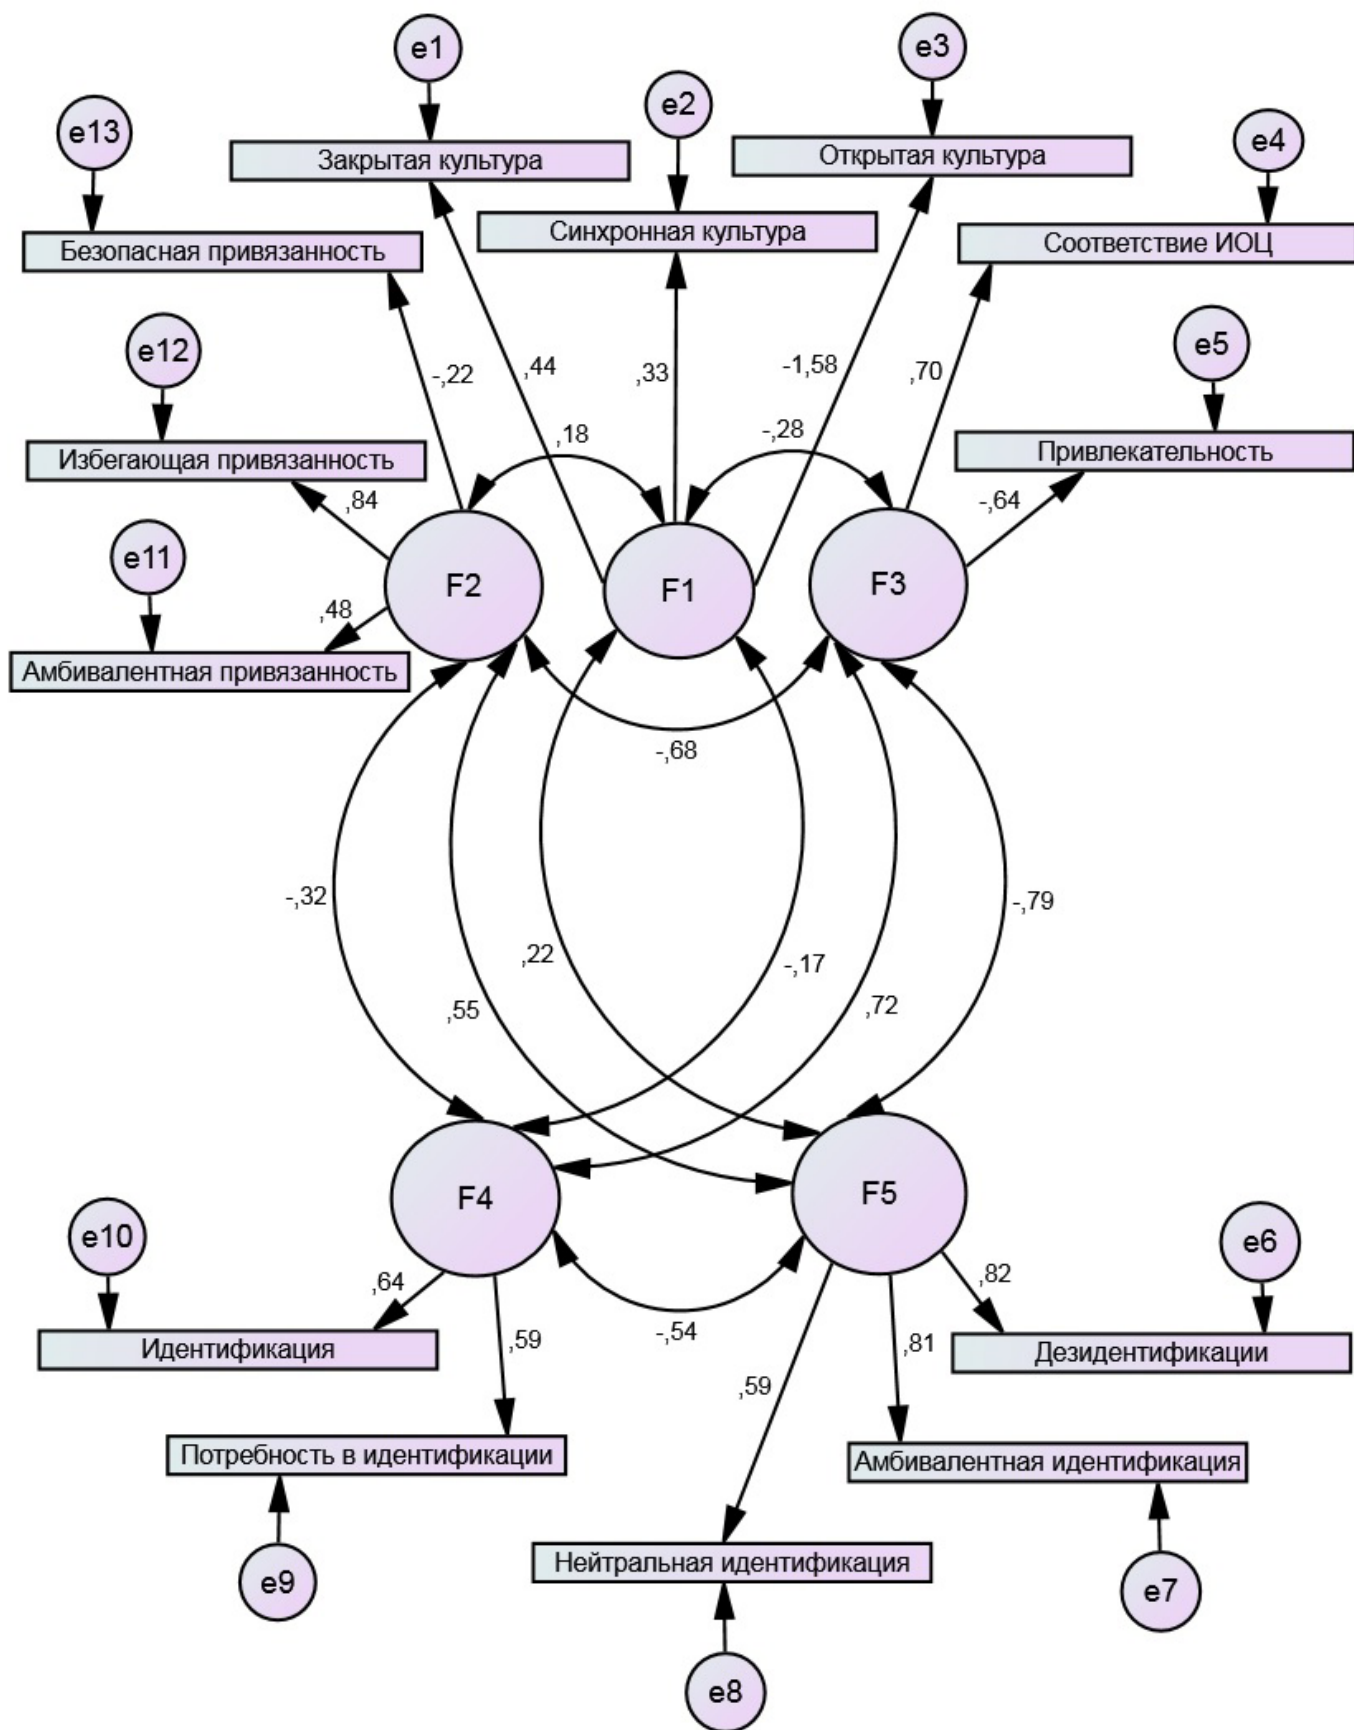 e1
e3
e2
e13
e4
Закрытая культура
Открытая культура
Синхронная культура
Безопасная привязанность
Соответствие ИОЦ
e12
e5
-,22
,44
,33
-1,58
,70
,18
-,28
Избегающая привязанность
Привлекательность
,84
-,64
e11
F2
F1
F3
,48
Амбивалентная привязанность
-,68
-,32
-,79
,22
-,17
,55
,72
F4
F5
e10
e6
,64
,82
-,54
,59
,81
Идентификация
Дезидентификации
,59
Потребность в идентификации
Амбивалентная идентификация
Нейтральная идентификация
e9
e7
e8